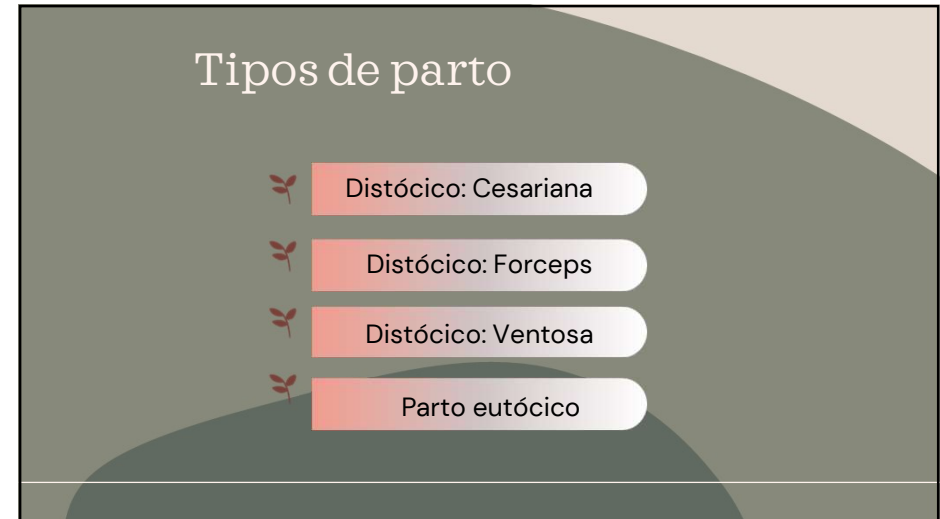 Tipos de parto
Distócico: Cesariana
Distócico: Forceps
Distócico: Ventosa
Parto eutócico